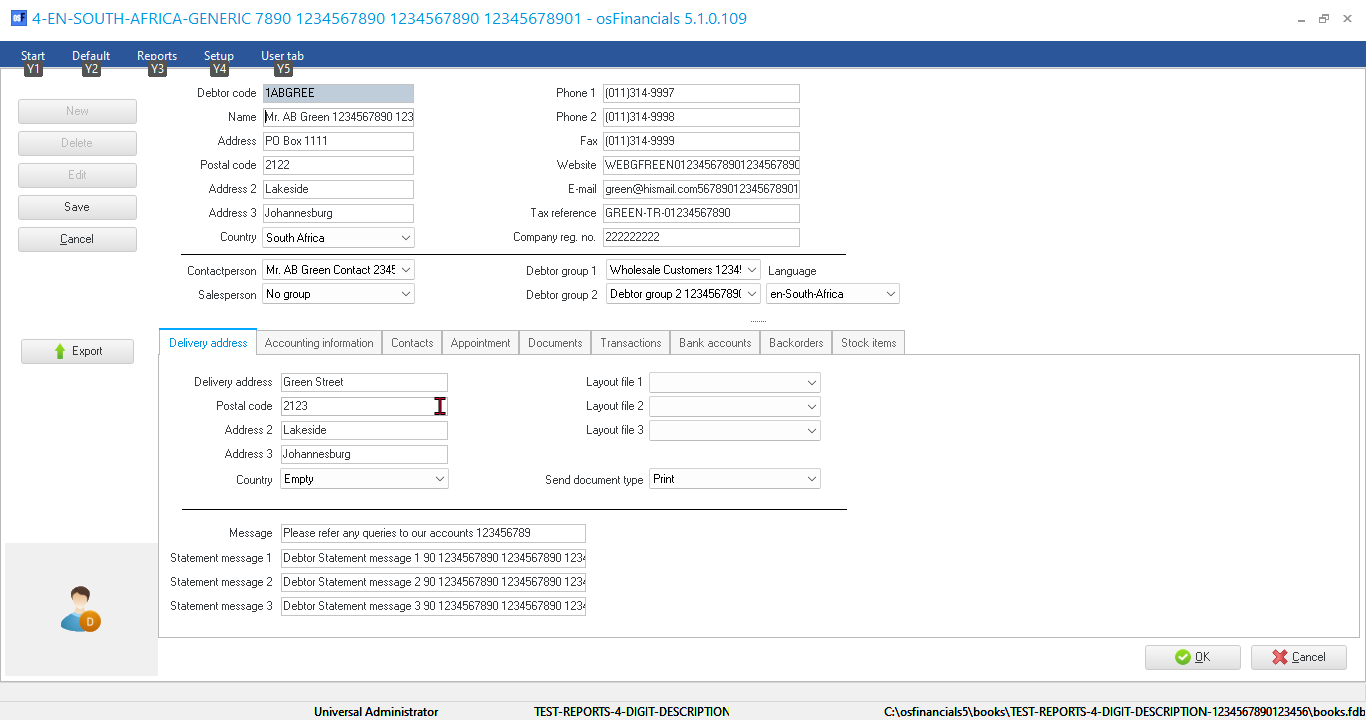 4-EN-SOUTH-AFRICA-GENERIC 7890 1234567890 1234567890 12345678901 - osFinancials 5.1.0.109
Start Default Reports Setup User tab
Y1 Y2 Y3 Y4 Y5
New
Delete
Edit
Save
Cancel
Export
Debtor code 1ABGREE
Name Mr. AB Green 1234567890 123
Address PO Box 1111
Postal code 2122
Address 2 Lakeside
Address 3 Johannesburg
Country South Africa
Phone 1 (011)314-9997
Phone 2 (011)314-9998
Fax (011)314-9999
Website WEBGFREEN012345678901234567890
E-mail green@hismail.com56789012345678901
Tax reference GREEN-TR-01234567890
Company reg. no. 222222222
Contactperson Mr. AB Green Contact 2345
Salesperson No group
Debtor group 1 Wholesale Customers 1234!
Language
Debtor group 2 Debtor group 2 1234567890
en-South-Africa
Delivery address Accounting information Contacts Appointment Documents Transactions Bank accounts Backorders Stock items
Delivery address Green Street
Postal code 2123
Address 2 Lakeside
Address 3 Johannesburg
Country Empty
Layout file 1
Layout file 2
Layout file 3
Send document type Print
Message Please refer any queries to our accounts 123456789
Statement message 1 Debtor Statement message 1 90 1234567890 1234567890 1234
Statement message 2 Debtor Statement message 2 90 1234567890 1234567890 1234
Statement message 3 Debtor Statement message 3 90 1234567890 1234567890 1234
D
OK Cancel
Universal Administrator TEST-REPORTS-4-DIGIT-DESCRIPTION C:\osfinancials5\books\TEST-REPORTS-4-DIGIT-DESCRIPTION-1234567890123456\books.fdb